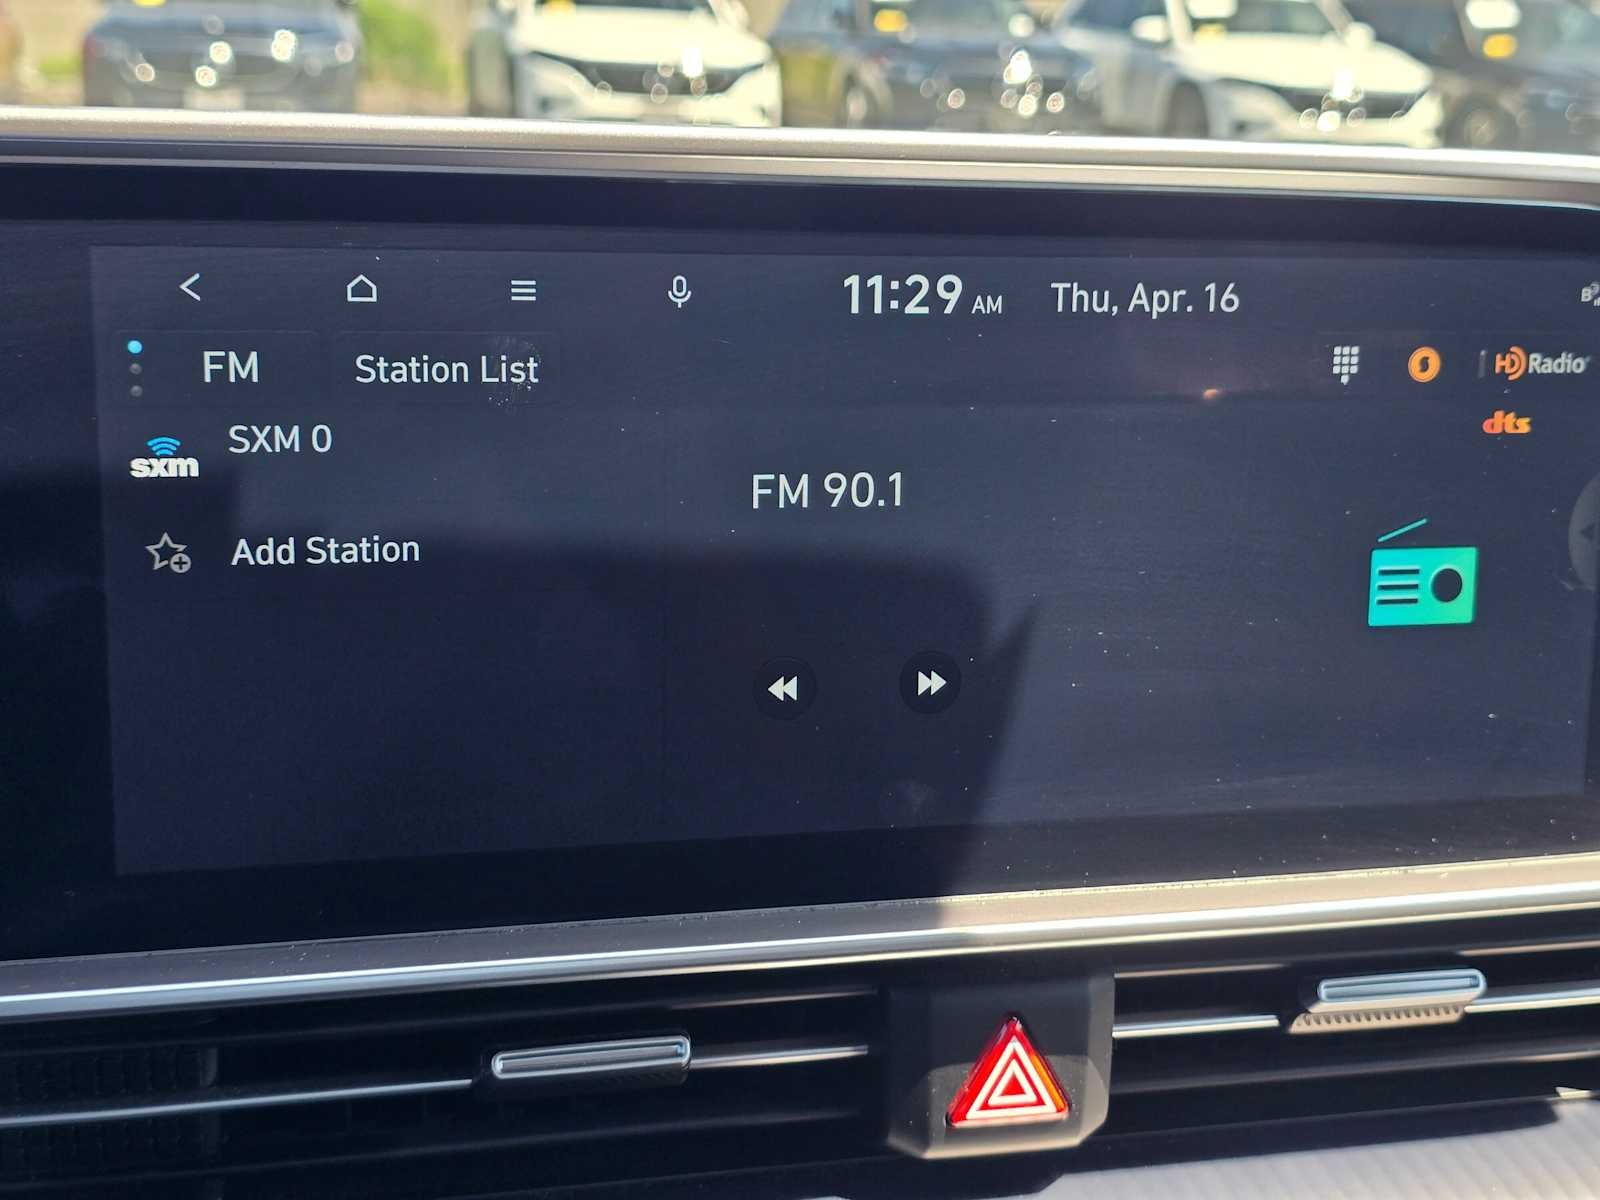 11:29 AM Thu, Apr. 16
FM Station List
HD Radio
dts
sxm SXM 0
FM 90.1
Add Station